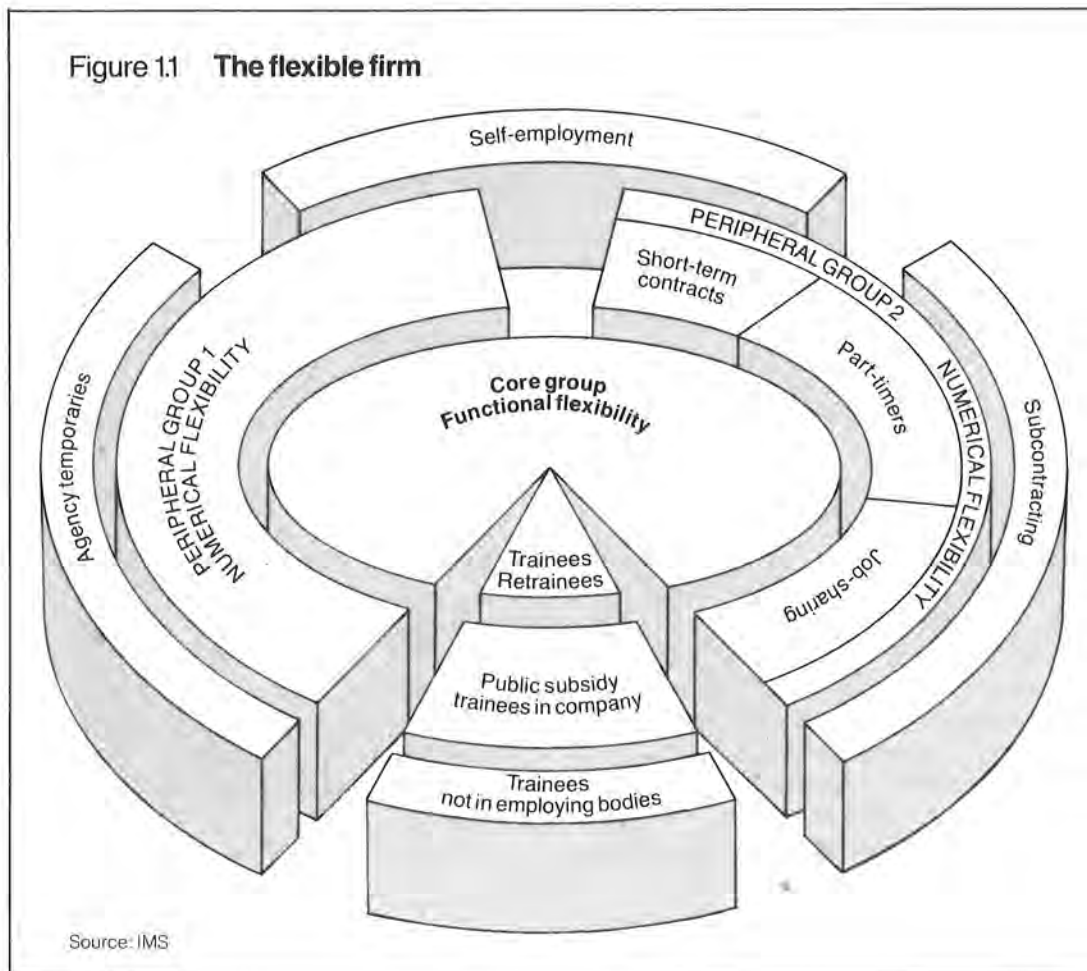 Figure 1.1 The flexible firm
Self-employment
PERIPHERAL GROUP 2
NUMERICAL FLEXIBILITY
Short-term
contracts
Part-timers
Job-sharing
Subcontracting
Agency temporaries
PERIPHERAL GROUP 1
NUMERICAL FLEXIBILITY
Core group
Functional flexibility
Trainees
Retrainees
Public subsidy
trainees in company
Trainees
not in employing bodies
Source: IMS